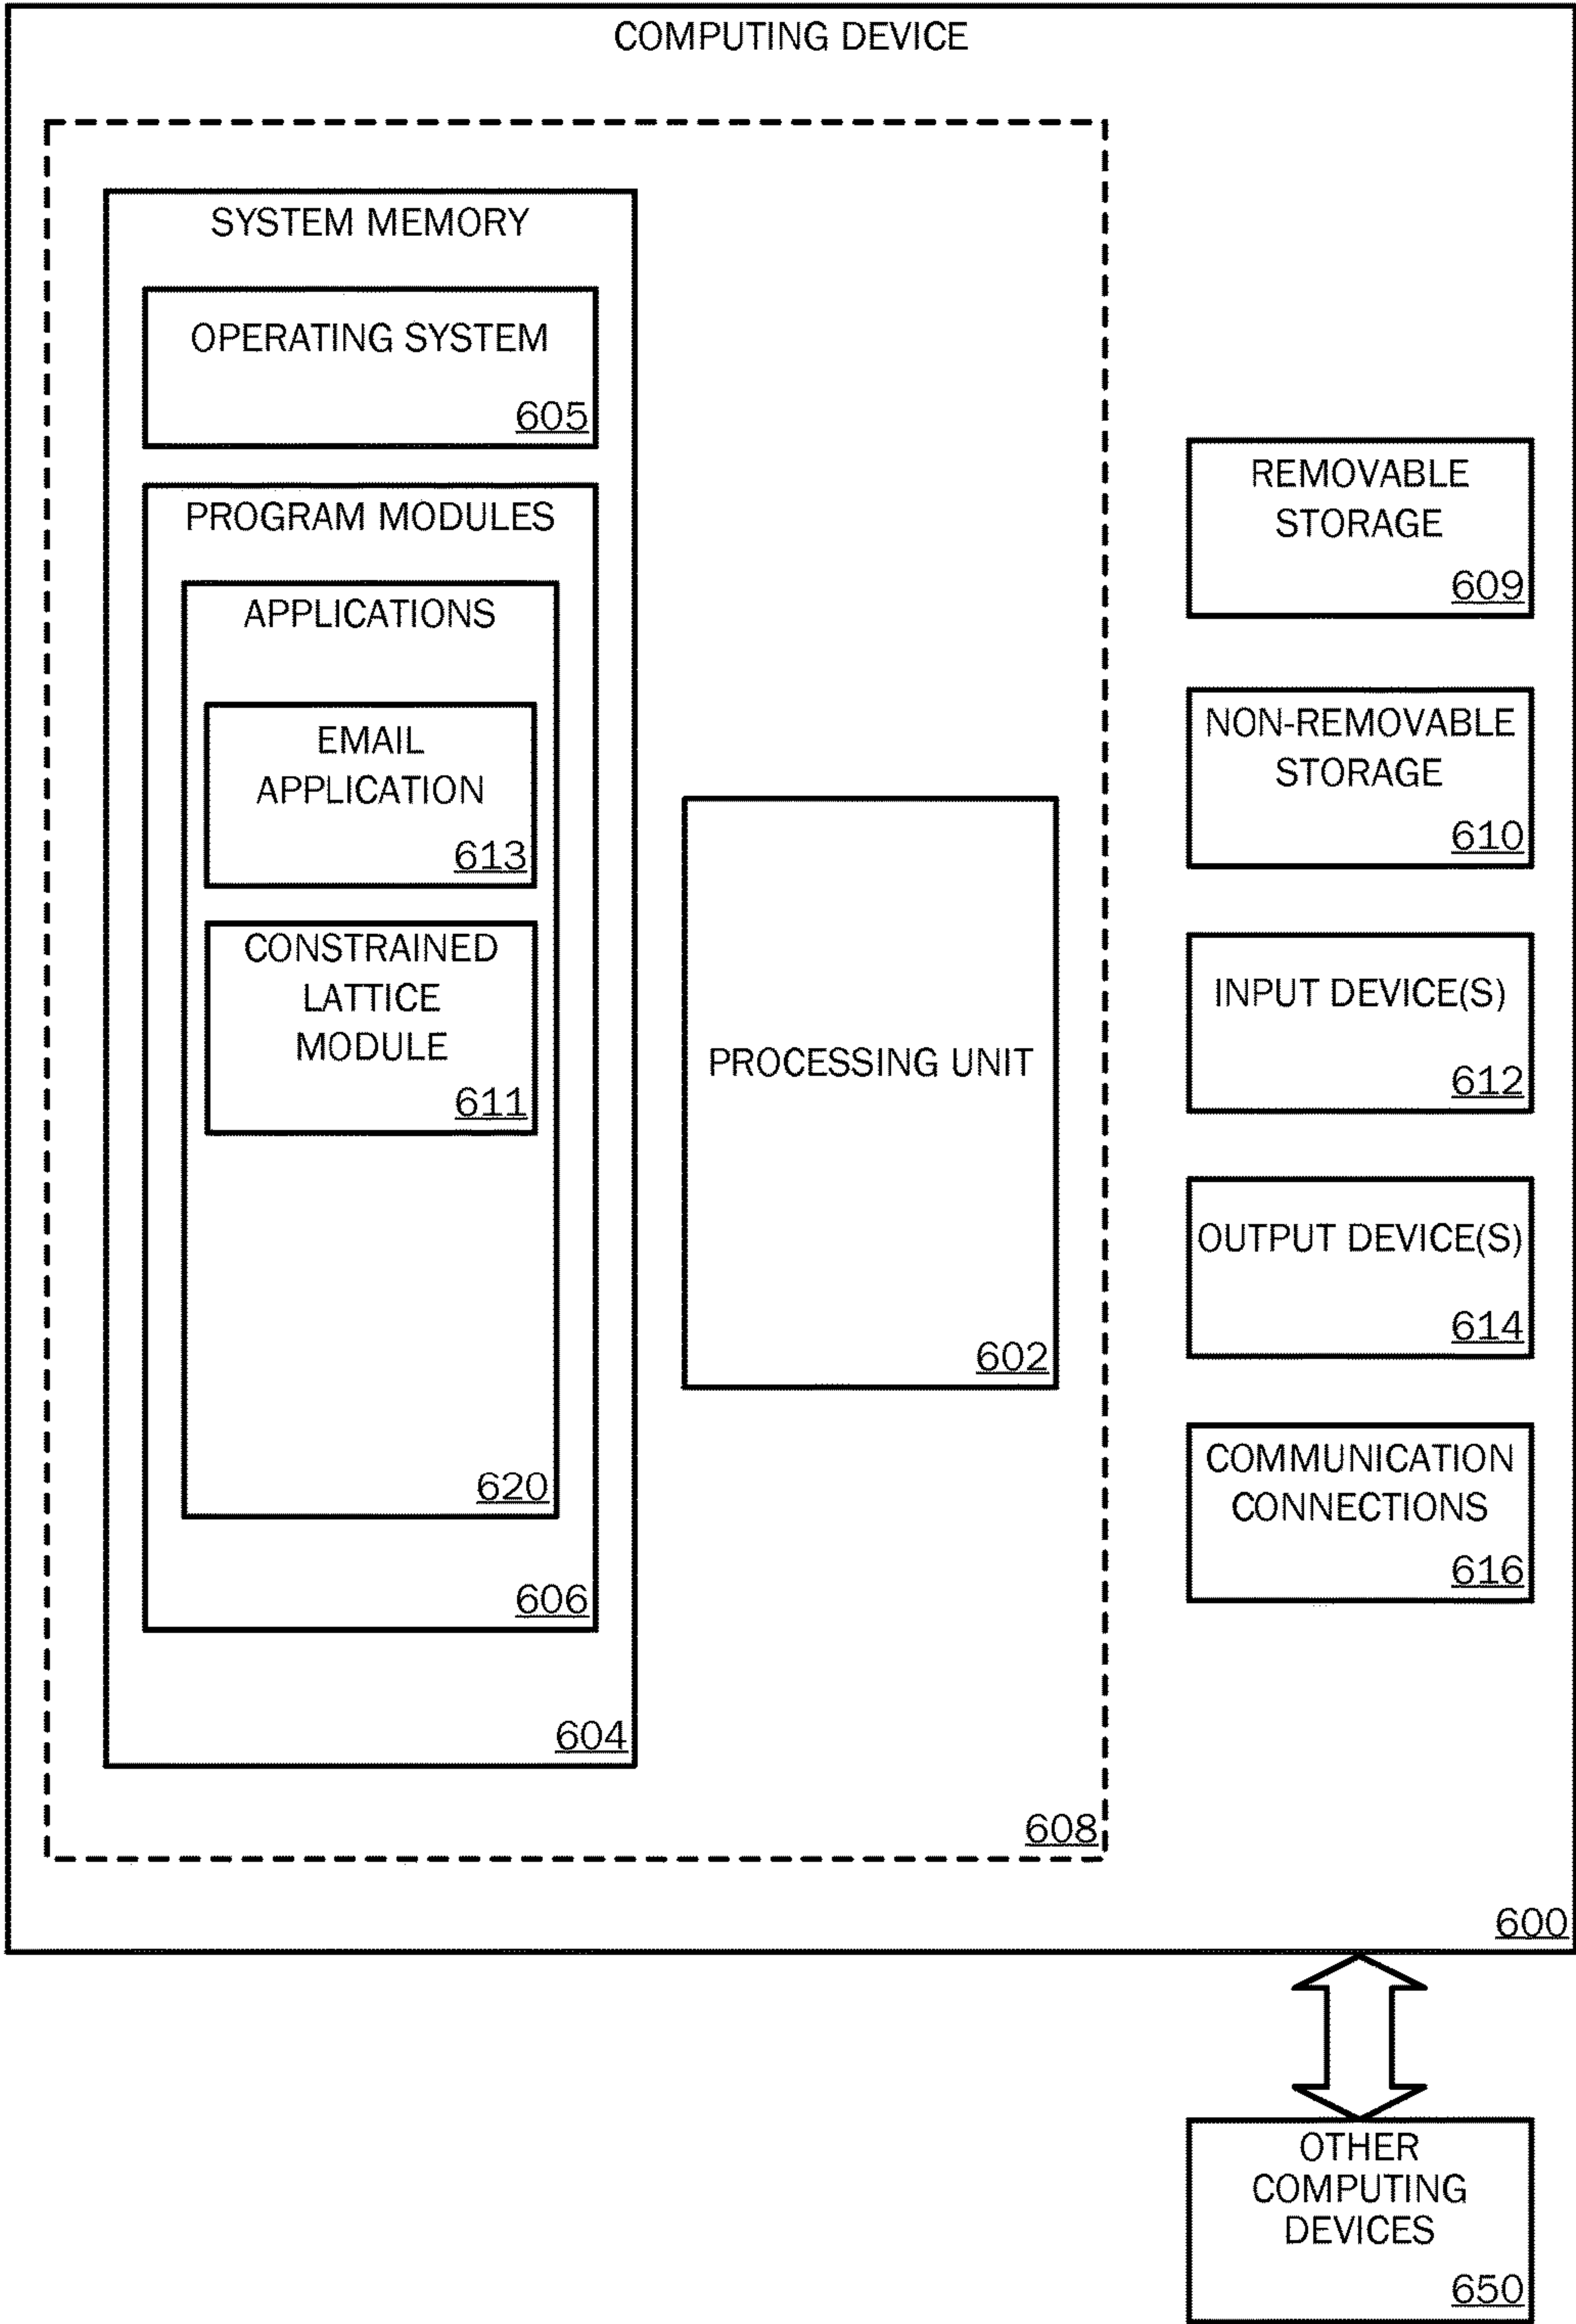 COMPUTING DEVICE
SYSTEM MEMORY
OPERATING SYSTEM
605
PROGRAM MODULES
APPLICATIONS
EMAIL
APPLICATION
613
CONSTRAINED
LATTICE
MODULE
611
620
606
604
PROCESSING UNIT
602
608
REMOVABLE
STORAGE
609
NON-REMOVABLE
STORAGE
610
INPUT DEVICE(S)
612
OUTPUT DEVICE(S)
614
COMMUNICATION
CONNECTIONS
616
600
OTHER
COMPUTING
DEVICES
650